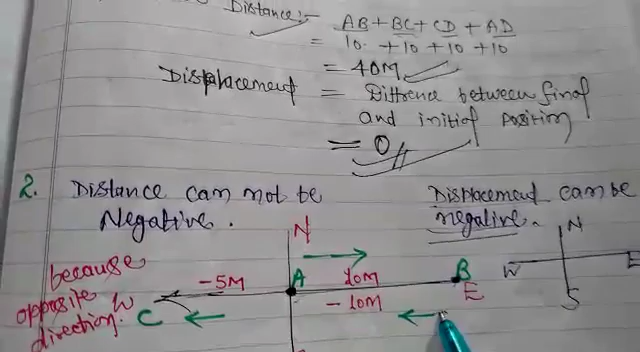 Distance:-
AB + BC + CD + AD
= 10 + 10 + 10 + 10
= 40M
Displacement = Diffrence between final
and initial position
= 0
2. Distance can not be
Negative.
Displacement can be
negative.
N
W
E
S
N
because
opposite
direction.
W
C
-5M
A
10M
-10M
B
E